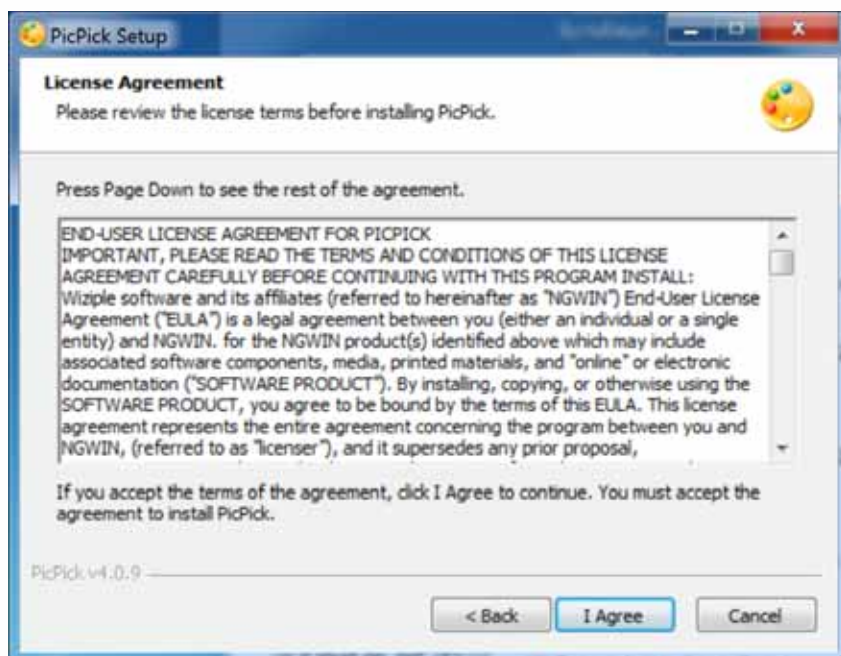 PicPick Setup
License Agreement
Please review the license terms before installing PicPick.
Press Page Down to see the rest of the agreement.
END-USER LICENSE AGREEMENT FOR PICPICK
IMPORTANT, PLEASE READ THE TERMS AND CONDITIONS OF THIS LICENSE
AGREEMENT CAREFULLY BEFORE CONTINUING WITH THIS PROGRAM INSTALL:
Wiziple software and its affiliates (referred to hereinafter as "NGWIN") End-User License
Agreement ("EULA") is a legal agreement between you (either an individual or a single
entity) and NGWIN. for the NGWIN product(s) identified above which may include
associated software components, media, printed materials, and "online" or electronic
documentation ("SOFTWARE PRODUCT"). By installing, copying, or otherwise using the
SOFTWARE PRODUCT, you agree to be bound by the terms of this EULA. This license
agreement represents the entire agreement concerning the program between you and
NGWIN, (referred to as "licenser"), and it supersedes any prior proposal,
If you accept the terms of the agreement, click I Agree to continue. You must accept the
agreement to install PicPick.
PicPick v4.0.9
< Back I Agree Cancel